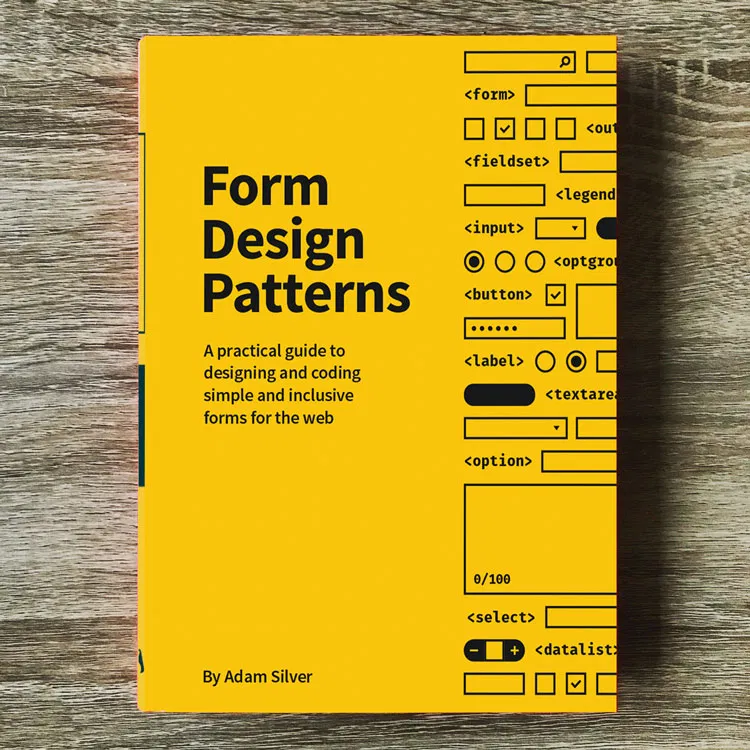 Form
Design
Patterns
A practical guide to
designing and coding
simple and inclusive
forms for the web
By Adam Silver
<form>
<fieldset>
<legend
<input>
<button>
<label>
<option>
0/100
<select>
<datalist>